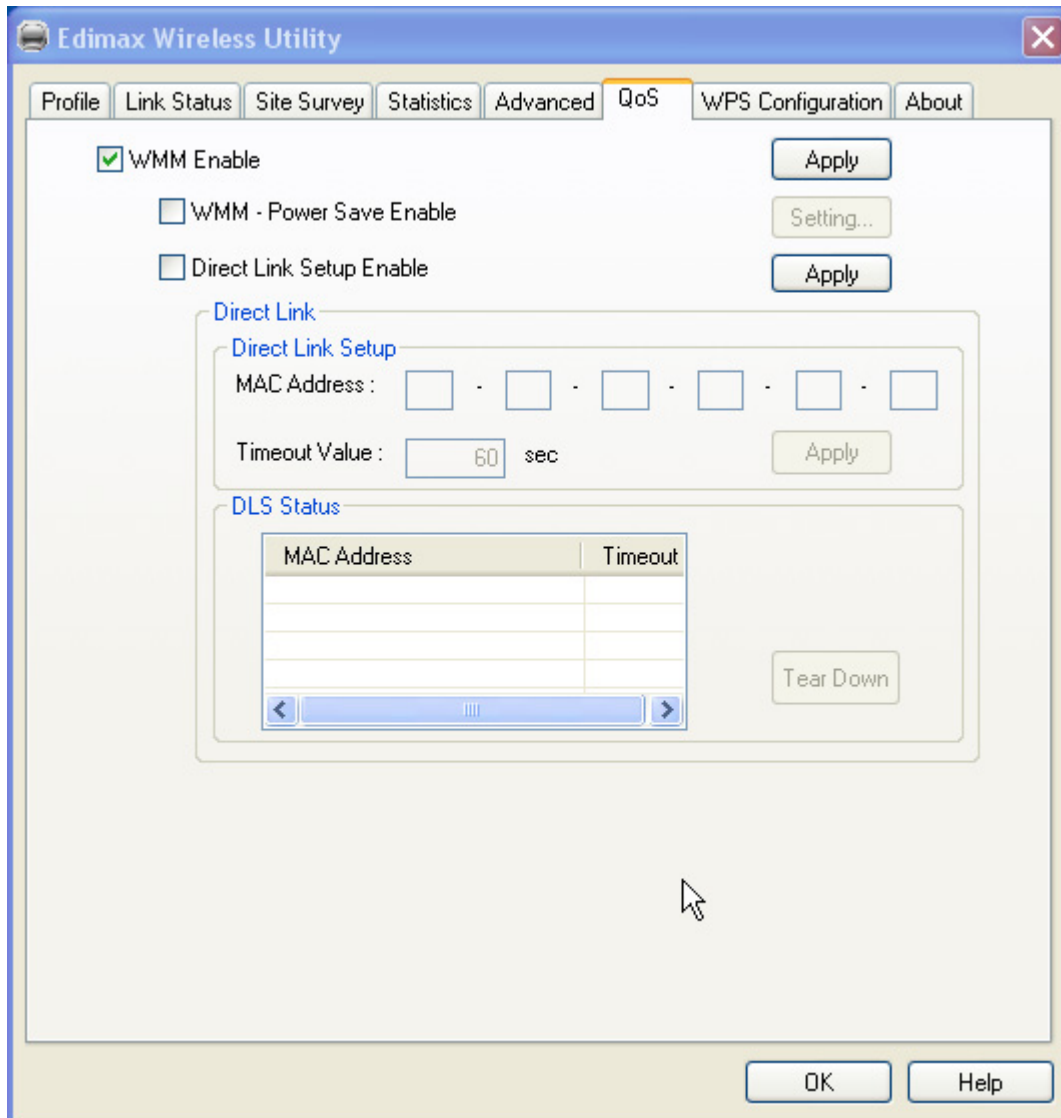 Edimax Wireless Utility
Profile Link Status Site Survey Statistics Advanced QoS WPS Configuration About
WMM Enable Apply
WMM - Power Save Enable Setting...
Direct Link Setup Enable Apply
Direct Link
Direct Link Setup
MAC Address : - - - - -
Timeout Value : 60 sec Apply
DLS Status
MAC Address Timeout
Tear Down
OK Help